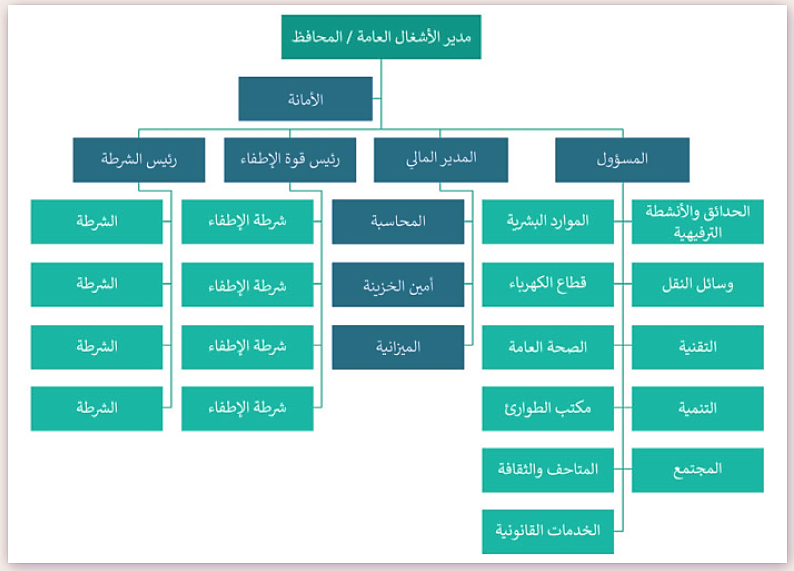 مدير الأشغال العامة / المحافظ
الأمانة
المسؤول
المدير المالي
رئيس قوة الإطفاء
رئيس الشرطة
الحدائق والأنشطة
الترفيهية
الموارد البشرية
المحاسبة
شرطة الإطفاء
الشرطة
وسائل النقل
قطاع الكهرباء
أمين الخزينة
شرطة الإطفاء
الشرطة
التقنية
الصحة العامة
الميزانية
شرطة الإطفاء
الشرطة
التنمية
مكتب الطوارئ
شرطة الإطفاء
الشرطة
المجتمع
المتاحف والثقافة
الخدمات القانونية